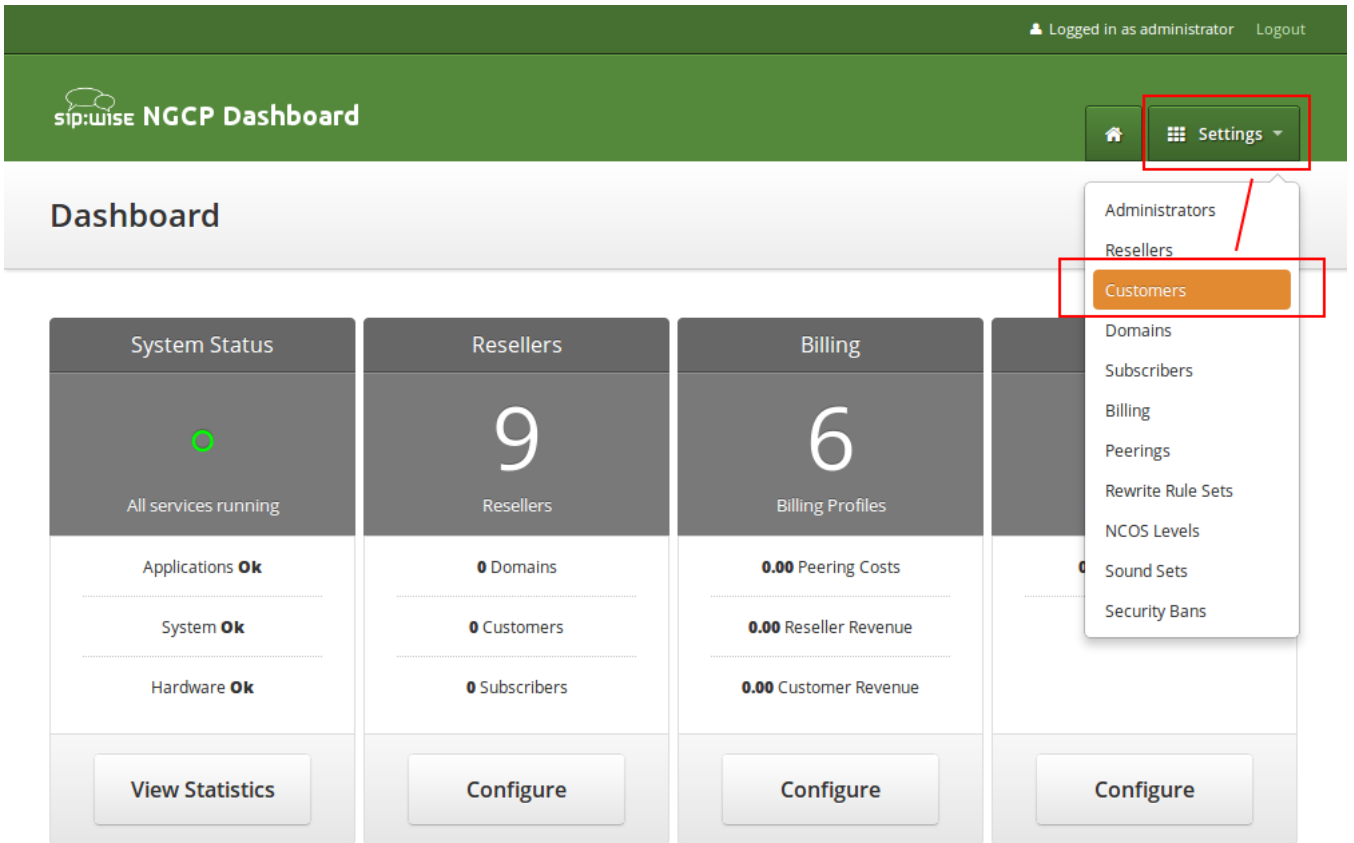 Logged in as administrator Logout
sip:wise NGCP Dashboard
Settings
Dashboard
Administrators
Resellers
Customers
Domains
Subscribers
Billing
Peerings
Rewrite Rule Sets
NCOS Levels
Sound Sets
Security Bans
System Status
All services running
Applications Ok
System Ok
Hardware Ok
View Statistics
Resellers
9
Resellers
0 Domains
0 Customers
0 Subscribers
Configure
Billing
6
Billing Profiles
0.00 Peering Costs
0.00 Reseller Revenue
0.00 Customer Revenue
Configure
Configure